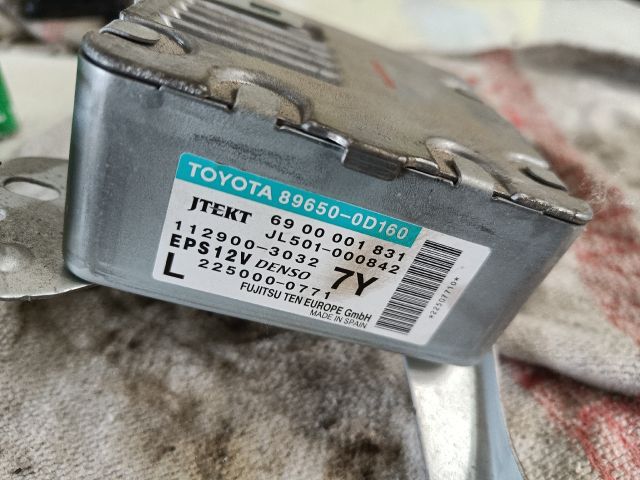 TOYOTA 89650-0D160
JTEKT 69 00 001 831
JL501-000842
112900-3032
EPS12V DENSO 7Y
L 225000-0771
FUJITSU TEN EUROPE GmbH
MADE IN SPAIN